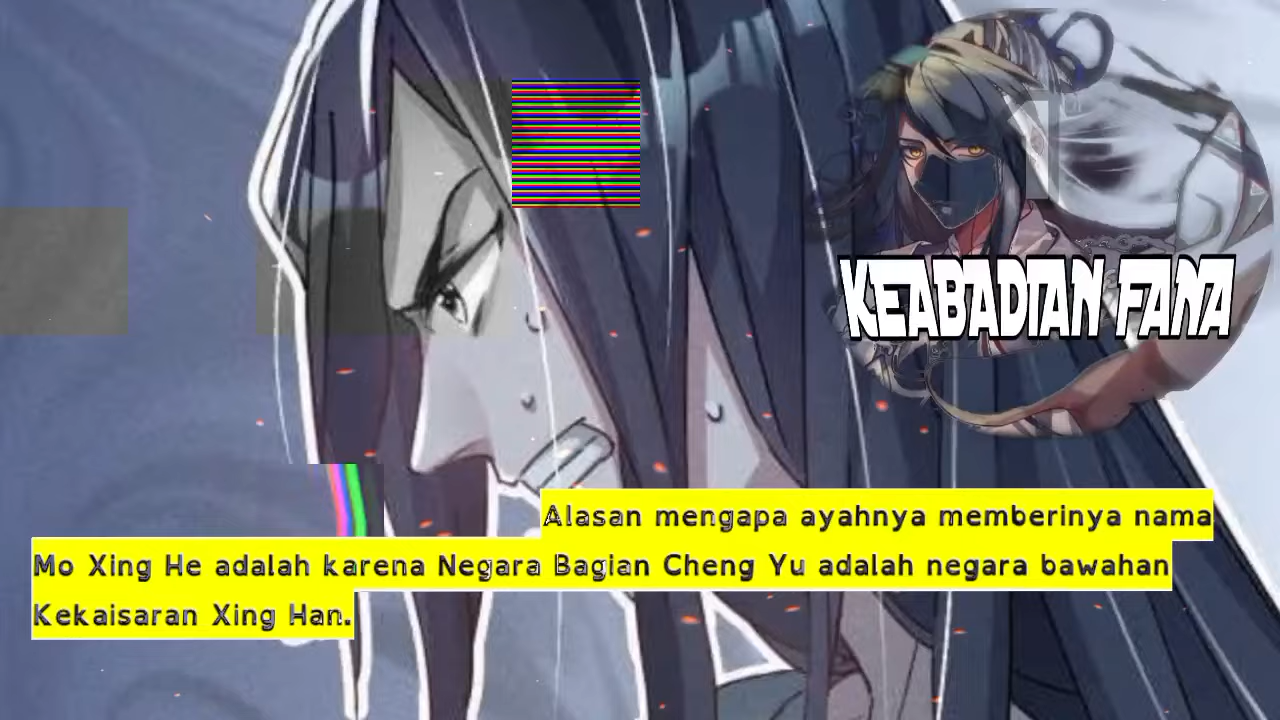 KEABADIAN FANA
Alasan mengapa ayahnya memberinya nama
Mo Xing He adalah karena Negara Bagian Cheng Yu adalah negara bawahan
Kekaisaran Xing Han.